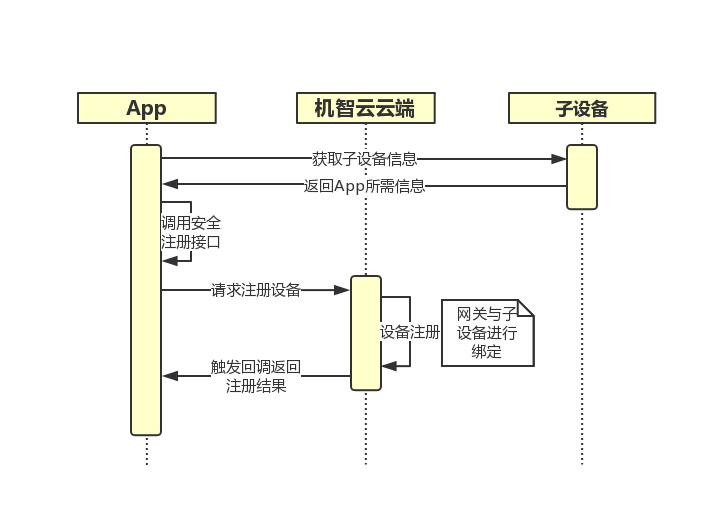 App
机智云云端
子设备
获取子设备信息
返回App所需信息
调用安全
注册接口
请求注册设备
设备注册
网关与子
设备进行
绑定
触发回调返回
注册结果